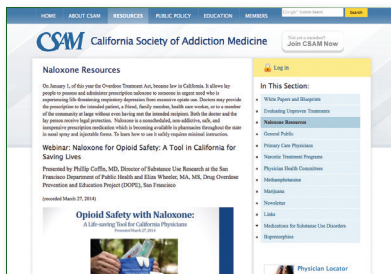 HOME ABOUT CSAM RESOURCES PUBLIC POLICY EDUCATION MEMBERS
Search
CSAM California Society of Addiction Medicine
Not yet a member?
Join CSAM Now
Naloxone Resources
On January 1, of this year the Overdose Treatment Act, became law in California. It allows lay
people to possess and administer prescription naloxone to someone in urgent need who is
experiencing life-threatening respiratory depression from excessive opiate use. Doctors may provide
the prescription to the intended patient, a friend, family member, health care worker, or to a member
of the community at large without even having met the intended recipient. Both the doctor and the
lay person receive legal protection. Naloxone is a nonscheduled, non-addictive, safe, and
inexpensive prescription medication which is becoming available in pharmacies throughout the state
in nasal spray and injectable forms. To learn how to use it safely requires minimal instruction.
Webinar: Naloxone for Opioid Safety: A Tool in California for
Saving Lives
Presented by Phillip Coffin, MD, Director of Substance Use Research at the San
Francisco Department of Public Health and Eliza Wheeler, MA, MS, Drug Overdose
Prevention and Education Project (DOPE), San Francisco
(recorded March 27, 2014)
Opioid Safety with Naloxone:
A Life-saving Tool for California Physicians
Presented March 27, 2014
Log in
In This Section:
White Papers and Blueprints
Evaluating Unproven Treatments
Naloxone Resources
General Public
Primary Care Physicians
Narcotic Treatment Programs
Physician Health Committees
Methamphetamine
Marijuana
Newsletter
Links
Medications for Substance Use Disorders
Buprenorphine
Physician Locator